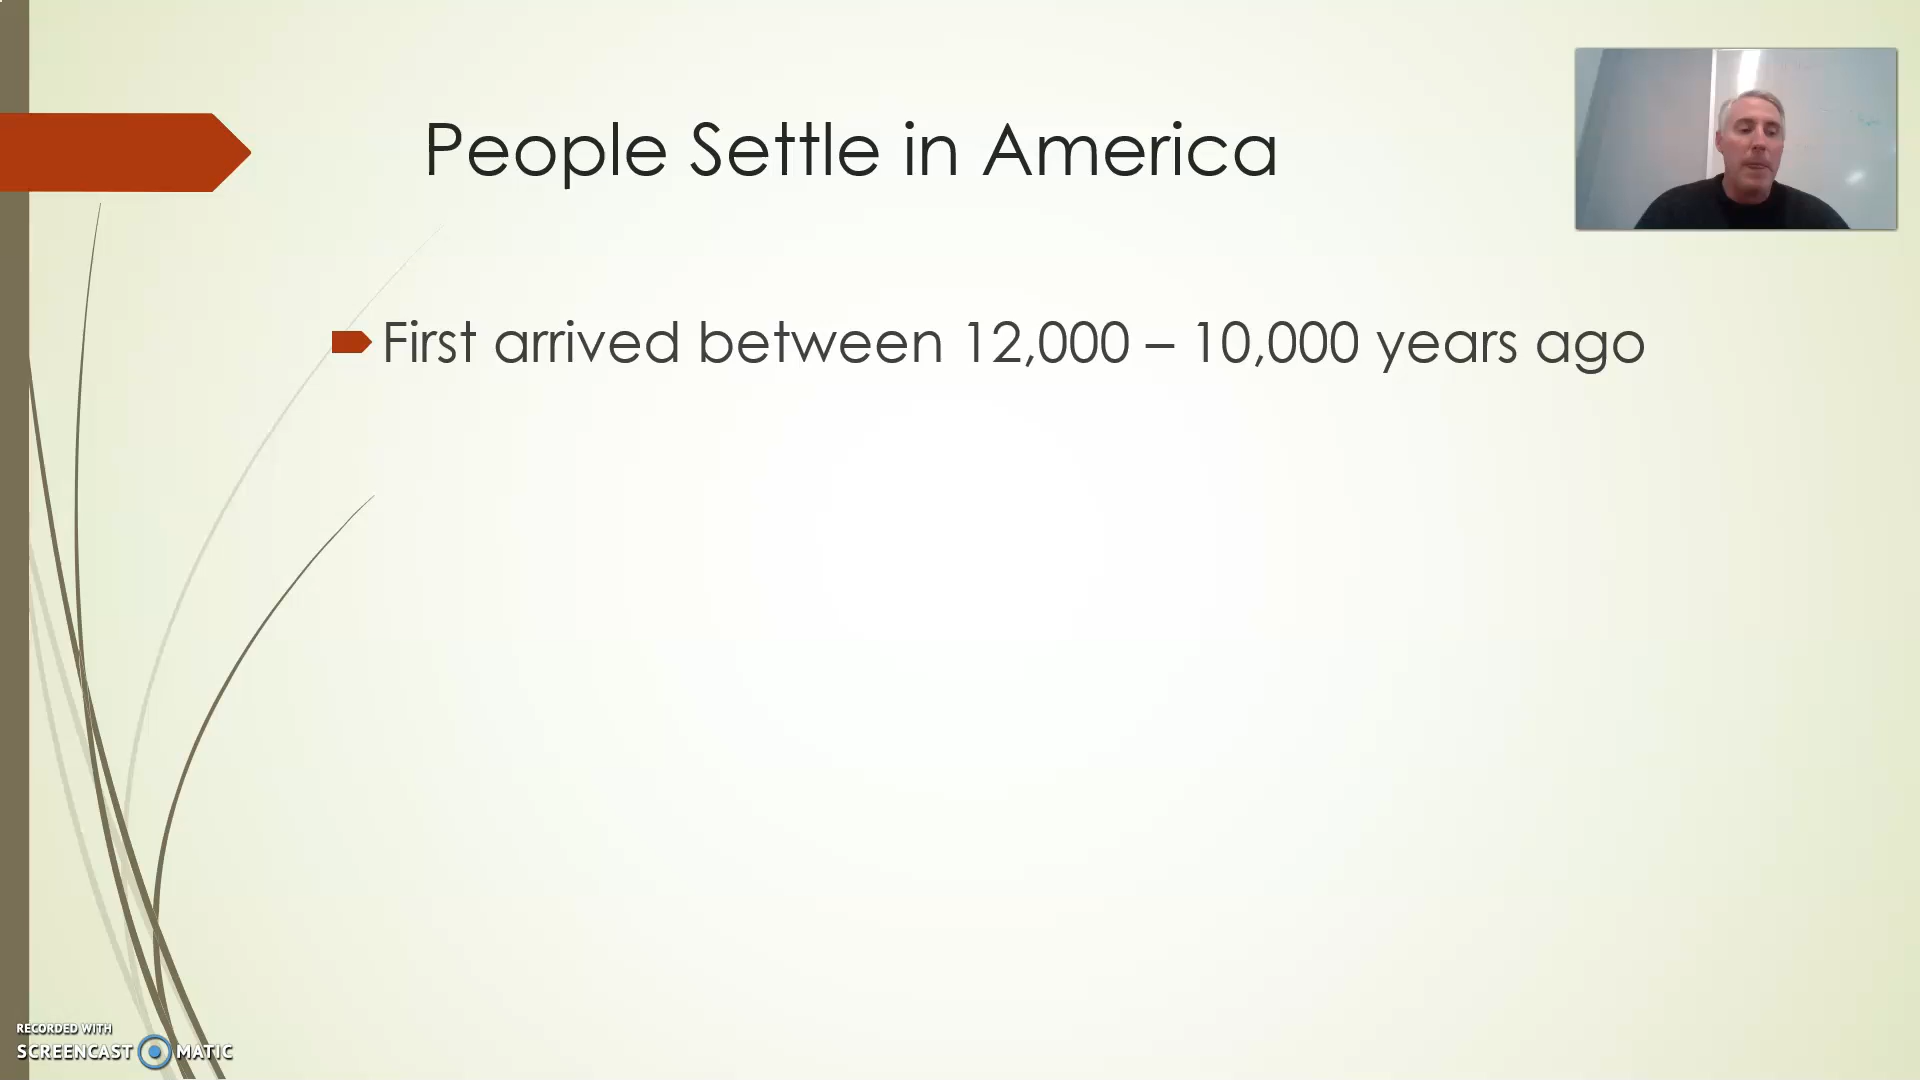 People Settle in America
First arrived between 12,000 – 10,000 years ago
RECORDED WITH
SCREENCAST MATIC